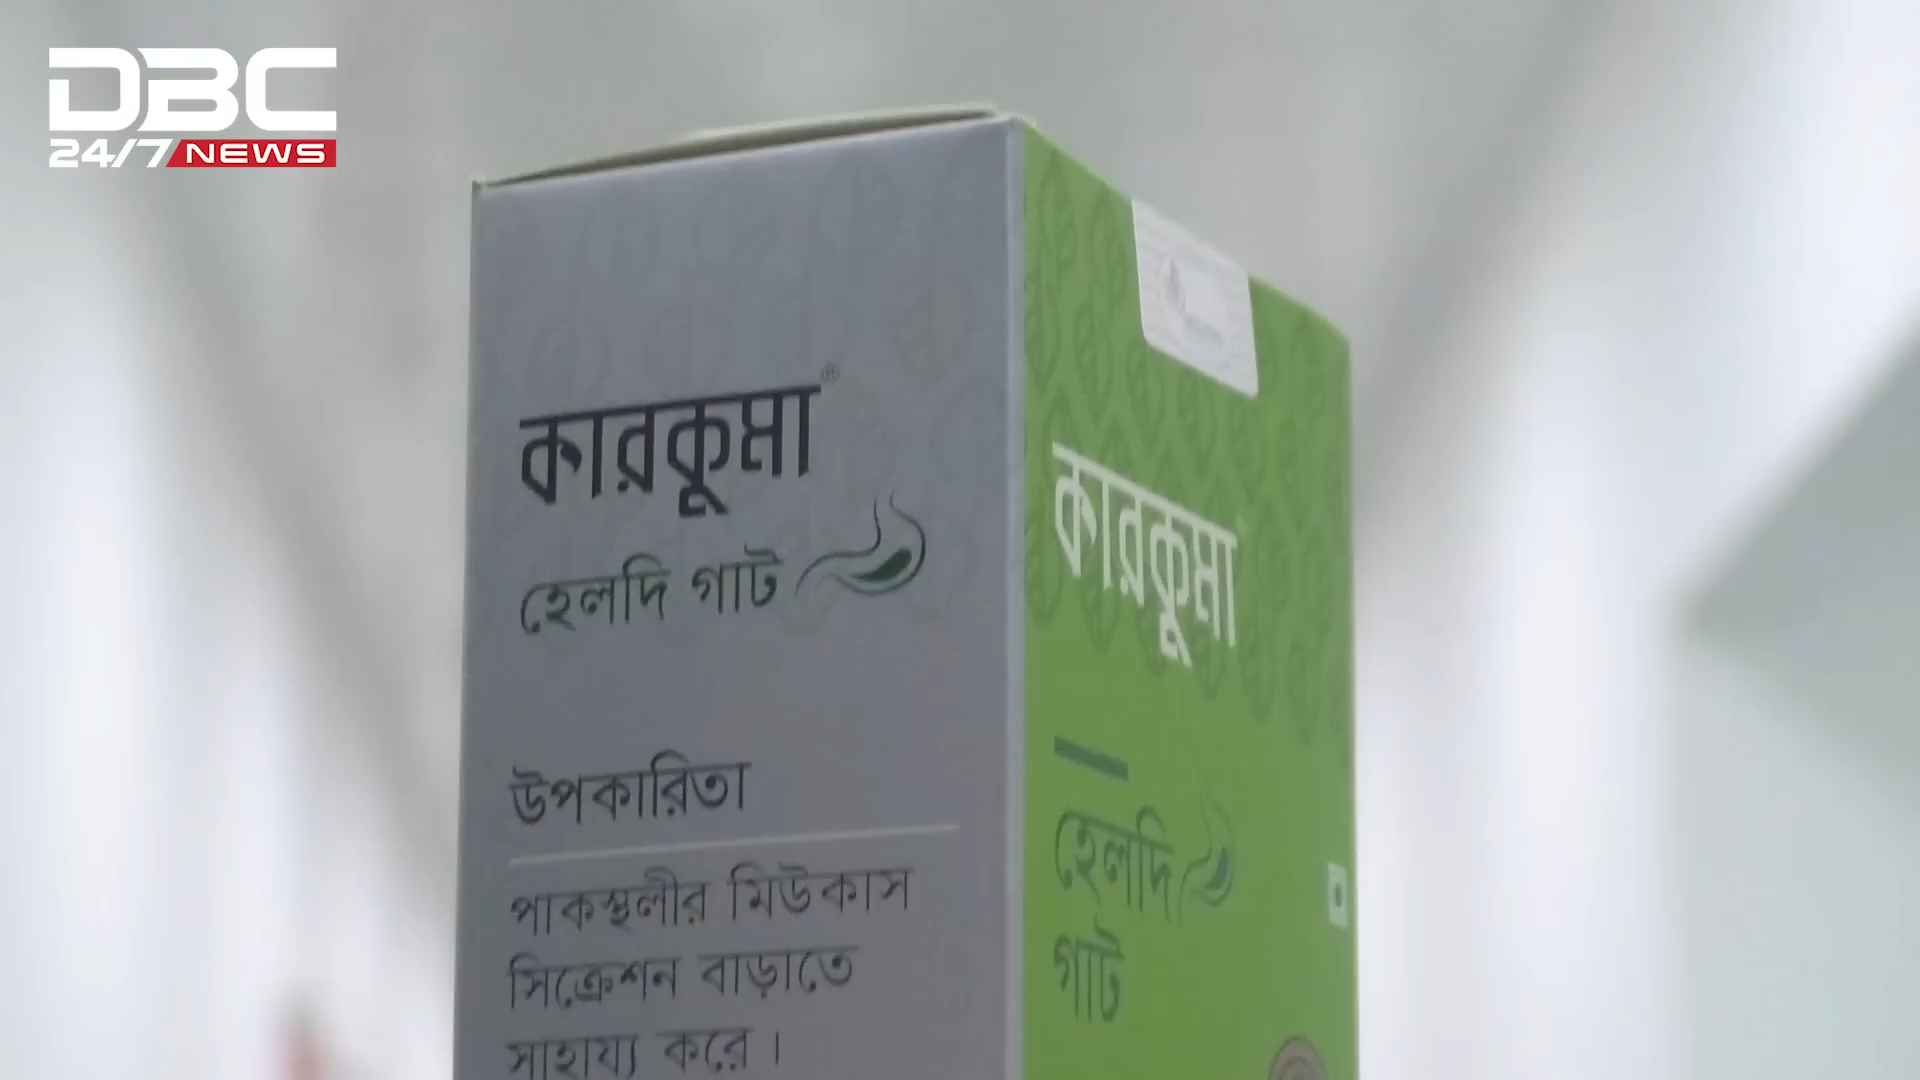 DBC
24/7 NEWS
কারকুমা®
হেলদি গাট
উপকারিতা
পাকস্থলীর মিউকাস
সিক্রেশন বাড়াতে
সাহায্য করে।
কারকুমা
হেলদি
গাট